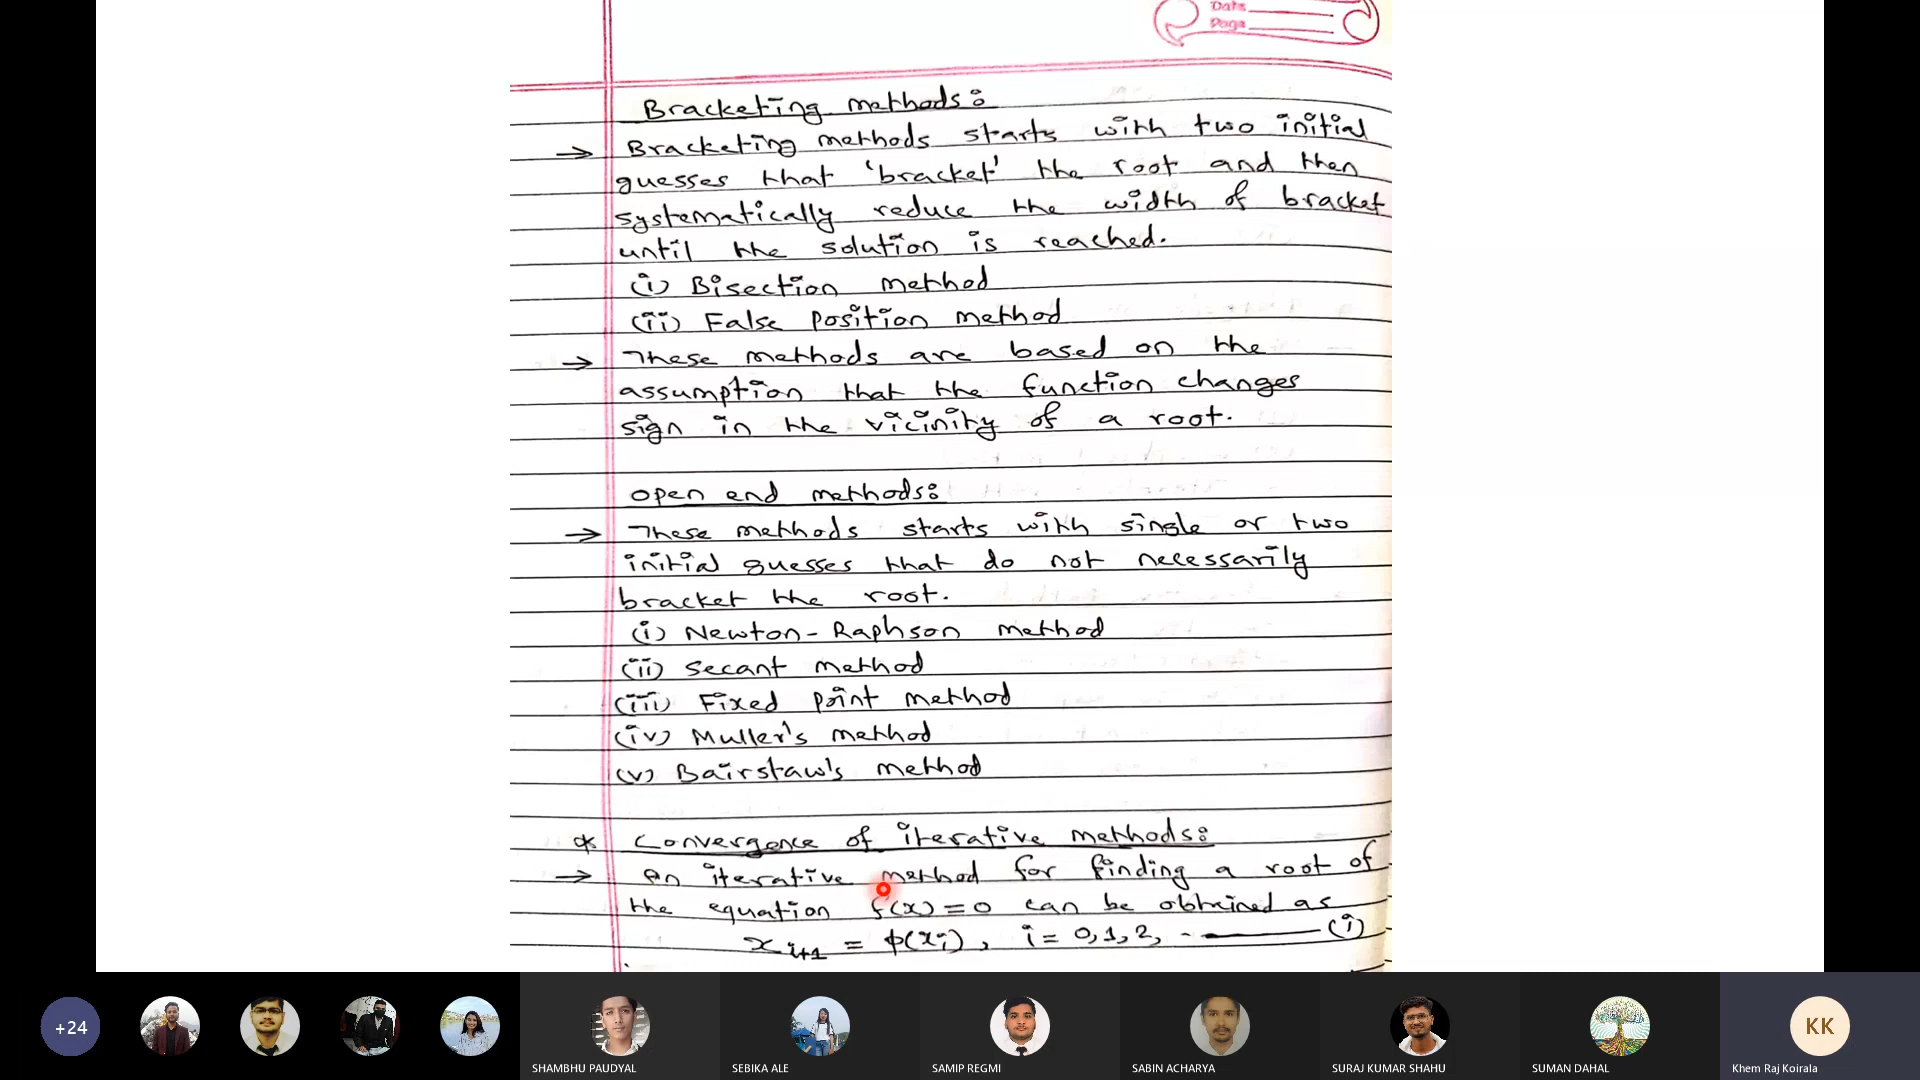 Date
Page
Bracketing methods:
→ Bracketing methods starts with two initial
guesses that 'bracket' the root and then
systematically reduce the width of bracket
until the solution is reached.
(i) Bisection method
(ii) False position method
→ These methods are based on the
assumption that the function changes
sign in the vicinity of a root.
open end methods:
→ These methods starts with single or two
initial guesses that do not necessarily
bracket the root.
(i) Newton-Raphson method
(ii) secant method
(iii) Fixed point method
(iv) Muller's method
(v) Bairstaw's method
* Convergence of iterative methods:
→ An iterative method for finding a root of
the equation f(x)=0 can be obtained as
x i+1 = φ(xi), i = 0,1,2, - —— (i)
+24
SHAMBHU PAUDYAL
SEBIKA ALE
SAMIP REGMI
SABIN ACHARYA
SURAJ KUMAR SHAHU
SUMAN DAHAL
KK
Khem Raj Koirala